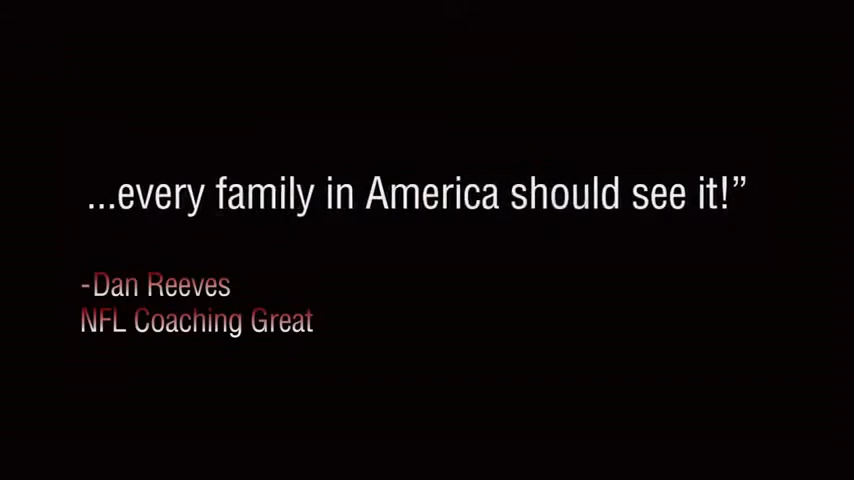 ...every family in America should see it!”
-Dan Reeves
NFL Coaching Great